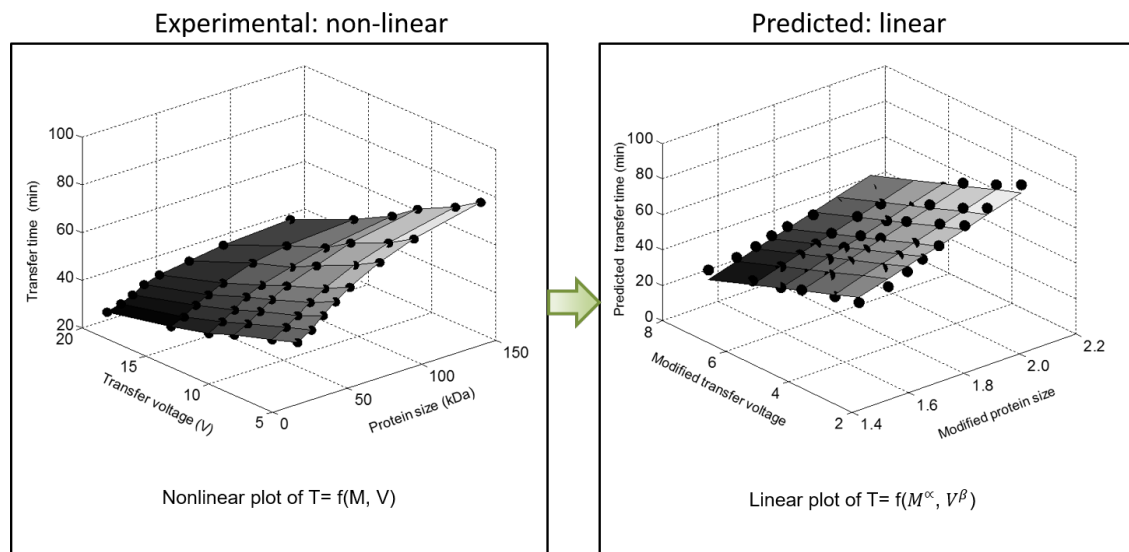 Experimental: non-linear
Predicted: linear
100
80
60
40
20
Transfer time (min)
20
15
10
5
Transfer voltage (V)
0
50
100
150
Protein size (kDa)
Nonlinear plot of T= f(M, V)
100
80
60
40
20
0
Predicted transfer time (min)
8
6
4
2
Modified transfer voltage
1.4
1.6
1.8
2.0
2.2
Modified protein size
Linear plot of T= f(M^∝, V^β)